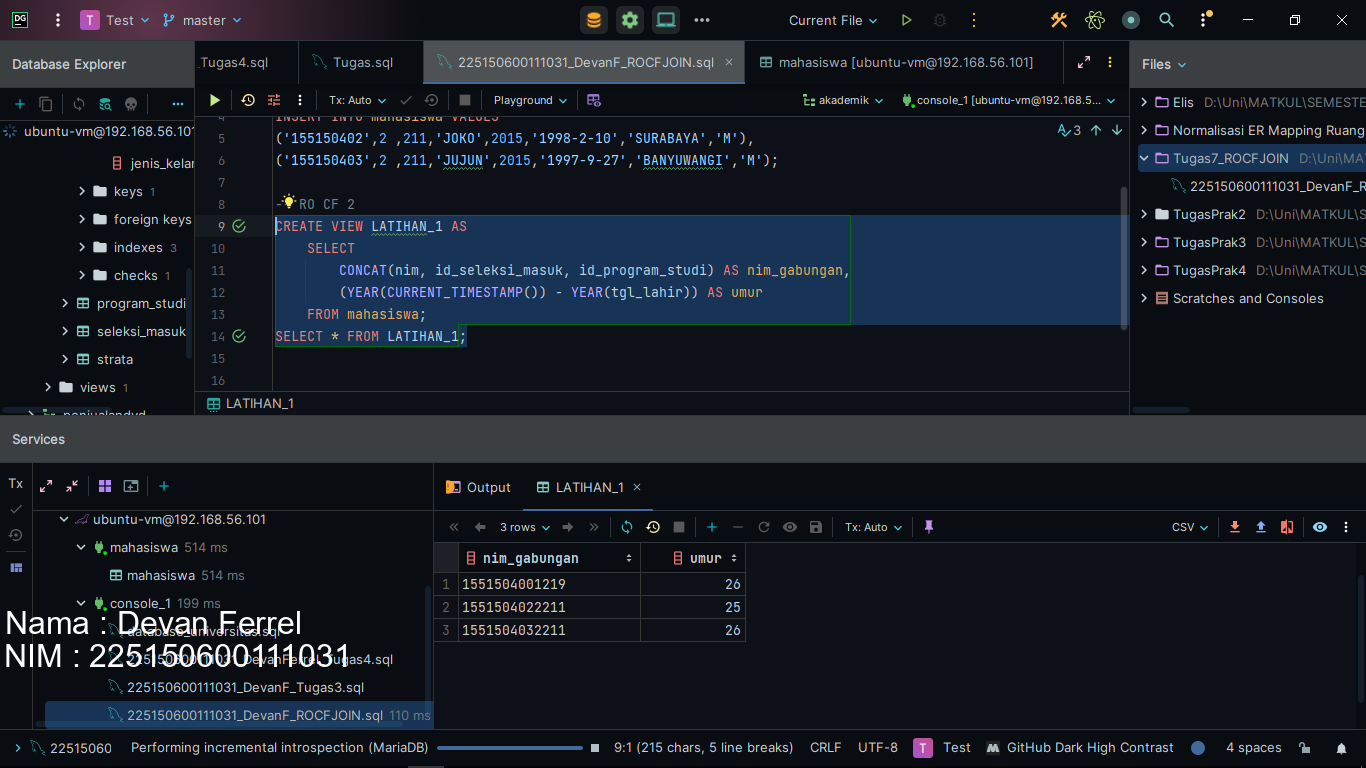 DG
T Test
master
Current File
Database Explorer
Tugas4.sql
Tugas.sql
225150600111031_DevanF_ROCFJOIN.sql
mahasiswa [ubuntu-vm@192.168.56.101]
Files
Tx: Auto
Playground
akademik
console_1 [ubuntu-vm@192.168.5...
ubuntu-vm@192.168.56.101
jenis_kelar
keys 1
foreign keys
indexes 3
checks 1
program_studi
seleksi_masuk
strata
views 1
4 INSERT INTO mahasiswa VALUES
5 ('155150402',2 ,211,'JOKO',2015,'1998-2-10','SURABAYA','M'),
6 ('155150403',2 ,211,'JUJUN',2015,'1997-9-27','BANYUWANGI','M');
7
8 - RO CF 2
9 CREATE VIEW LATIHAN_1 AS
10 SELECT
11 CONCAT(nim, id_seleksi_masuk, id_program_studi) AS nim_gabungan,
12 (YEAR(CURRENT_TIMESTAMP()) - YEAR(tgl_lahir)) AS umur
13 FROM mahasiswa;
14 SELECT * FROM LATIHAN_1;
15
16
3
LATIHAN_1
Elis D:\Uni\MATKUL\SEMESTE
Normalisasi ER Mapping Ruang
Tugas7_ROCFJOIN D:\Uni\MA
225150600111031_DevanF_R
TugasPrak2 D:\Uni\MATKUL\S
TugasPrak3 D:\Uni\MATKUL\S
TugasPrak4 D:\Uni\MATKUL\S
Scratches and Consoles
Services
Tx
ubuntu-vm@192.168.56.101
mahasiswa 514 ms
mahasiswa 514 ms
console_1 199 ms
database_universitas.sql
225150600111031_DevanFerrel_Tugas4.sql
225150600111031_DevanF_Tugas3.sql
225150600111031_DevanF_ROCFJOIN.sql 110 ms
Nama : Devan Ferrel
NIM : 225150600111031
Output
LATIHAN_1
3 rows
Tx: Auto
CSV
nim_gabungan umur
1 1551504001219 26
2 1551504022211 25
3 1551504032211 26
22515060
Performing incremental introspection (MariaDB)
9:1 (215 chars, 5 line breaks)
CRLF
UTF-8
T Test
GitHub Dark High Contrast
4 spaces